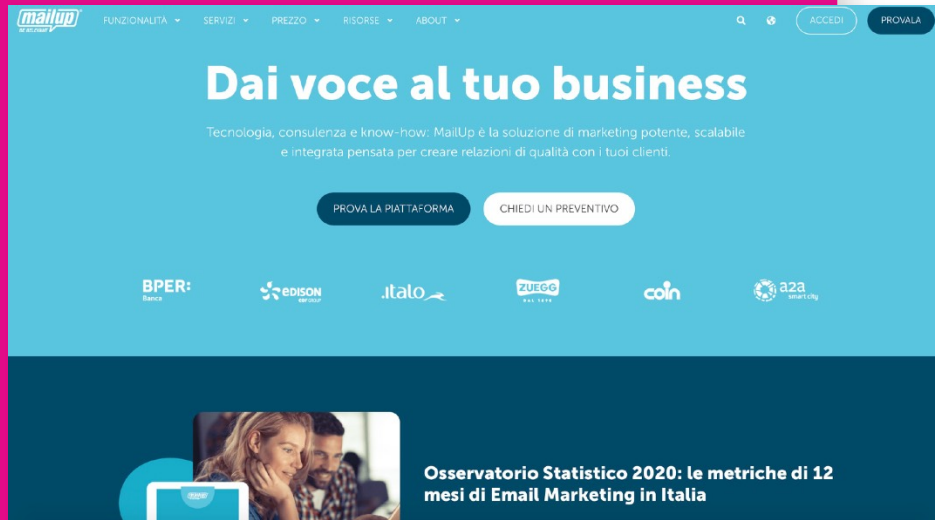 mailup
FUNZIONALITÀ SERVIZI PREZZO RISORSE ABOUT ACCEDI PROVALA
Dai voce al tuo business
Tecnologia, consulenza e know-how: MailUp è la soluzione di marketing potente, scalabile
e integrata pensata per creare relazioni di qualità con i tuoi clienti.
PROVA LA PIATTAFORMA CHIEDI UN PREVENTIVO
BPER:
Banca
EDISON
.italo
ZUEGG
coin
a2a
smart city
Osservatorio Statistico 2020: le metriche di 12
mesi di Email Marketing in Italia